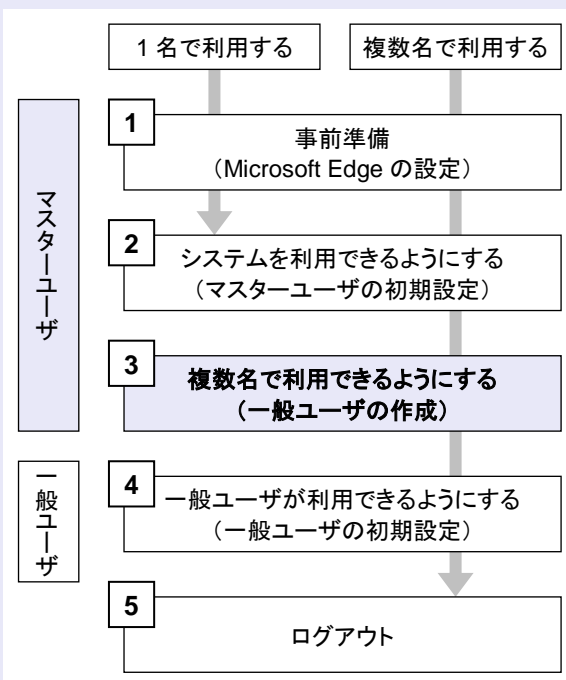 1 名で利用する
複数名で利用する
マスターユーザ
1
事前準備
（Microsoft Edge の設定）
2
システムを利用できるようにする
（マスターユーザの初期設定）
3
複数名で利用できるようにする
（一般ユーザの作成）
一般ユーザ
4
一般ユーザが利用できるようにする
（一般ユーザの初期設定）
5
ログアウト